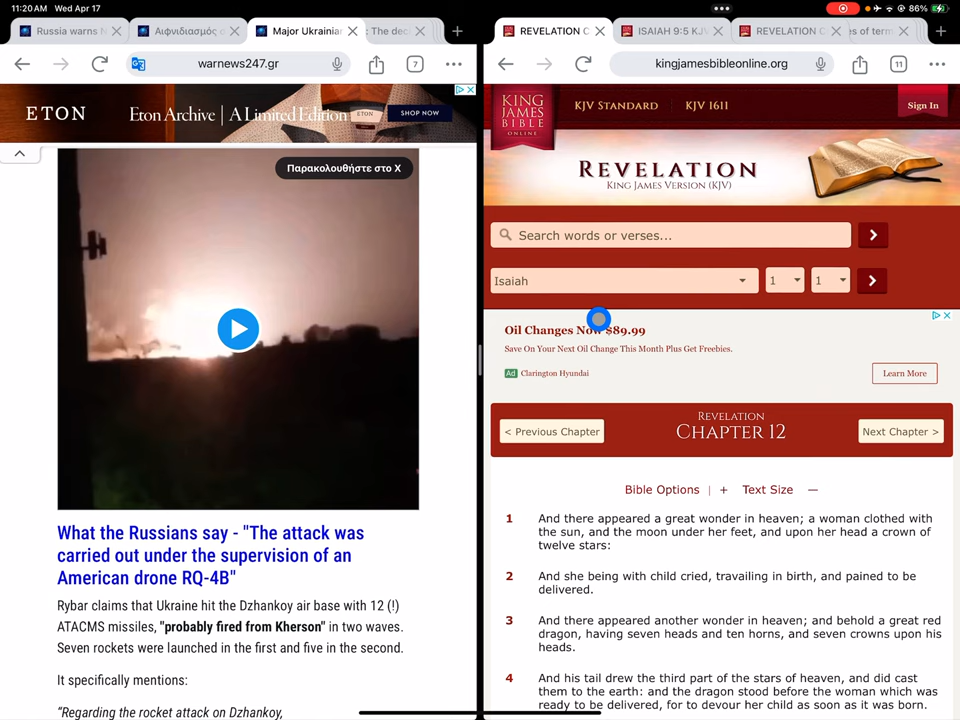 11:20 AM Wed Apr 17
86%
Russia warns N
Αιφνιδιασμός
Major Ukrainian
: The dec
warnews247.gr
7
ETON
Eton Archive | A Limited Edition
ETON
SHOP NOW
Παρακολουθήστε στο X
What the Russians say - "The attack was
carried out under the supervision of an
American drone RQ-4B"
Rybar claims that Ukraine hit the Dzhankoy air base with 12 (!)
ATACMS missiles, "probably fired from Kherson" in two waves.
Seven rockets were launched in the first and five in the second.
It specifically mentions:
"Regarding the rocket attack on Dzhankoy,
REVELATION C
ISAIAH 9:5 KJV
REVELATION C
es of term
kingjamesbibleonline.org
11
KING
JAMES
BIBLE
ONLINE
KJV STANDARD
KJV 1611
Sign In
REVELATION
KING JAMES VERSION (KJV)
Search words or verses...
Isaiah
1
1
Oil Changes Now $89.99
Save On Your Next Oil Change This Month Plus Get Freebies.
Ad Clarington Hyundai
Learn More
< Previous Chapter
REVELATION
CHAPTER 12
Next Chapter >
Bible Options | + Text Size —
1 And there appeared a great wonder in heaven; a woman clothed with
the sun, and the moon under her feet, and upon her head a crown of
twelve stars:
2 And she being with child cried, travailing in birth, and pained to be
delivered.
3 And there appeared another wonder in heaven; and behold a great red
dragon, having seven heads and ten horns, and seven crowns upon his
heads.
4 And his tail drew the third part of the stars of heaven, and did cast
them to the earth: and the dragon stood before the woman which was
ready to be delivered, for to devour her child as soon as it was born.